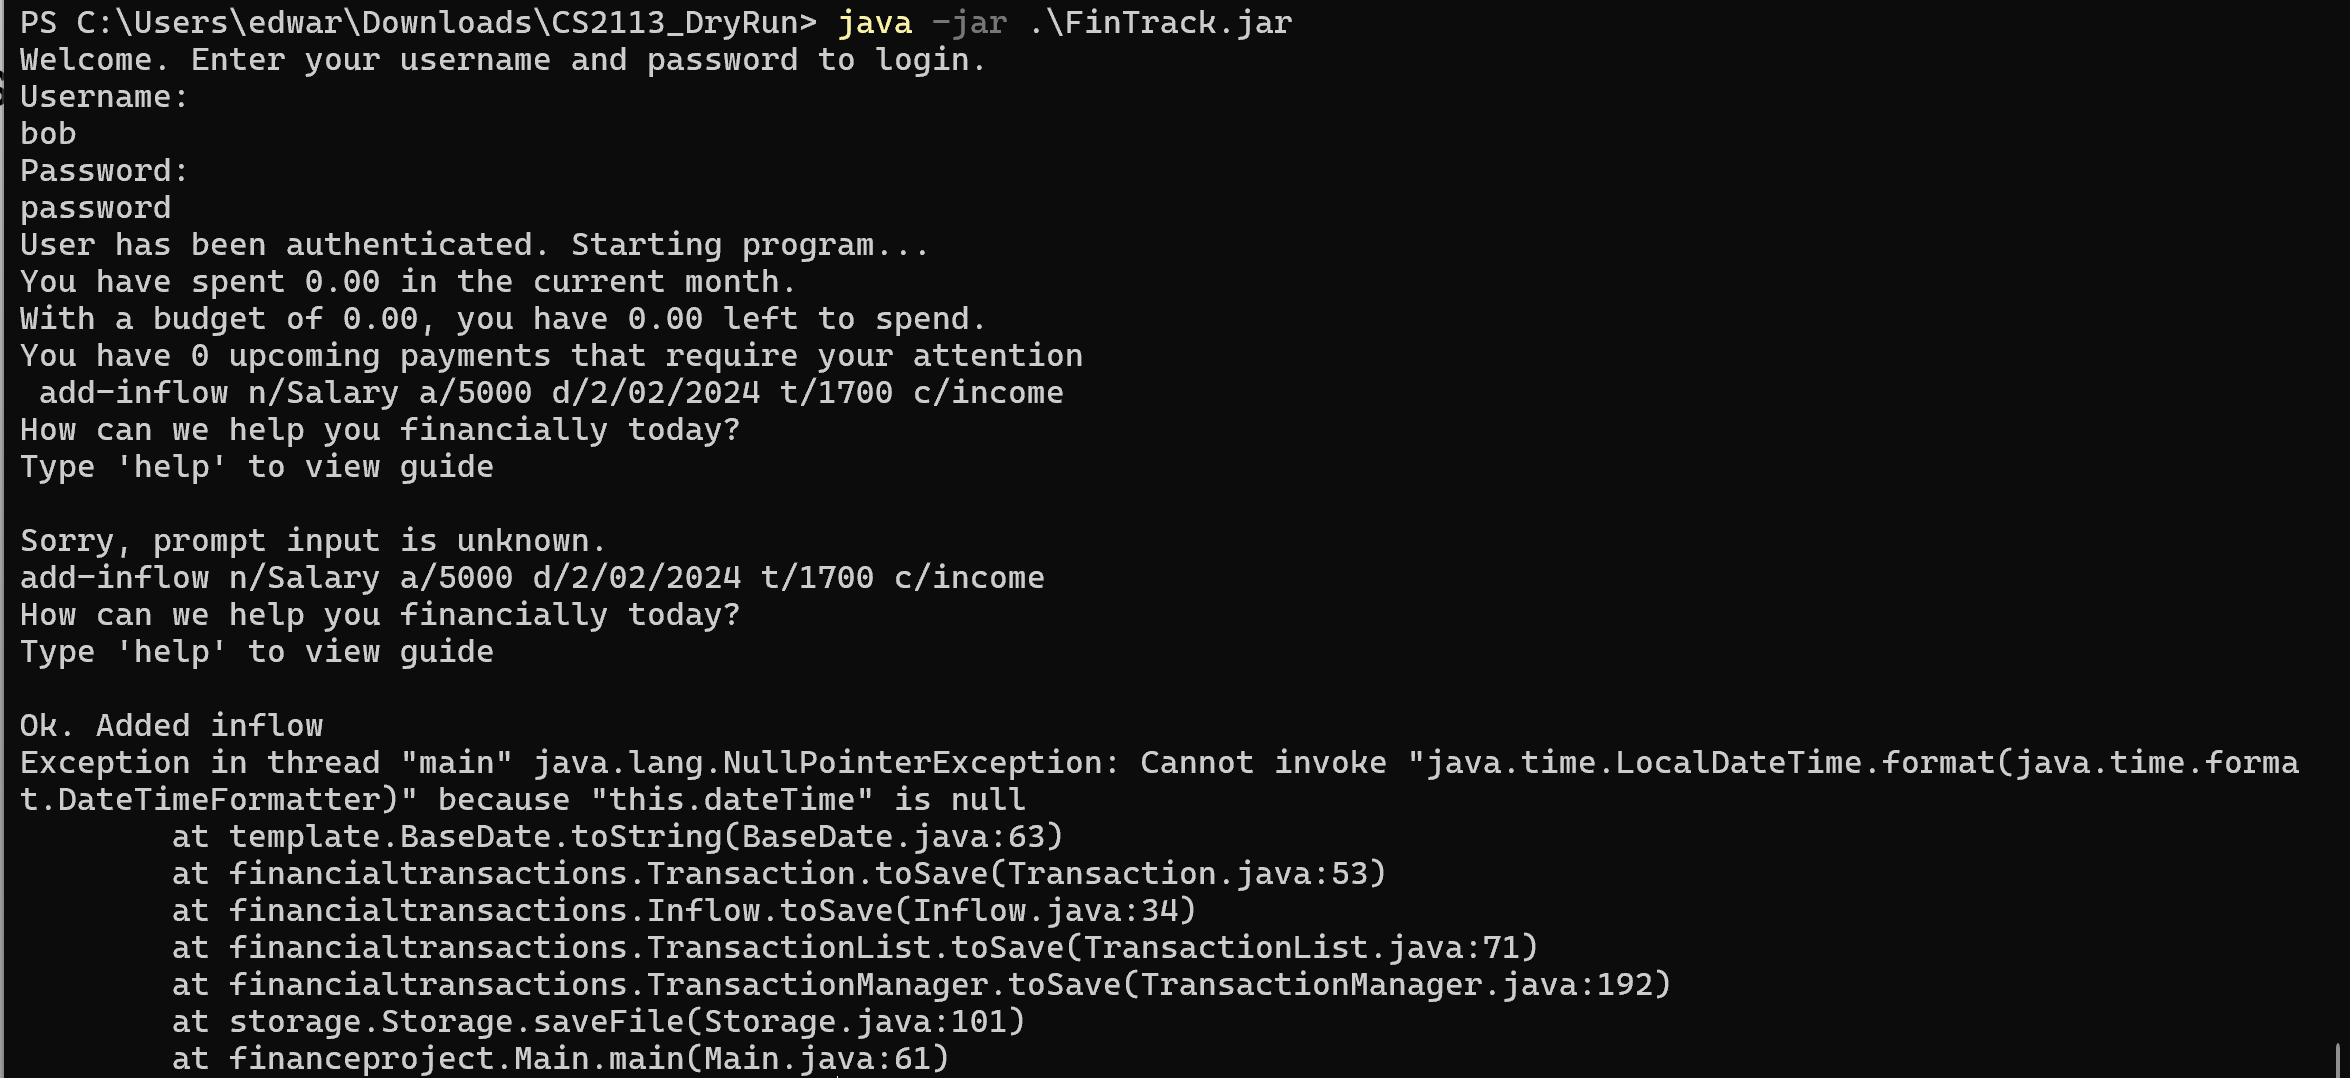 PS C:\Users\edwar\Downloads\CS2113_DryRun> java -jar .\FinTrack.jar
Welcome. Enter your username and password to login.
Username:
bob
Password:
password
User has been authenticated. Starting program...
You have spent 0.00 in the current month.
With a budget of 0.00, you have 0.00 left to spend.
You have 0 upcoming payments that require your attention
 add-inflow n/Salary a/5000 d/2/02/2024 t/1700 c/income
How can we help you financially today?
Type 'help' to view guide

Sorry, prompt input is unknown.
add-inflow n/Salary a/5000 d/2/02/2024 t/1700 c/income
How can we help you financially today?
Type 'help' to view guide

Ok. Added inflow
Exception in thread "main" java.lang.NullPointerException: Cannot invoke "java.time.LocalDateTime.format(java.time.forma
t.DateTimeFormatter)" because "this.dateTime" is null
        at template.BaseDate.toString(BaseDate.java:63)
        at financialtransactions.Transaction.toSave(Transaction.java:53)
        at financialtransactions.Inflow.toSave(Inflow.java:34)
        at financialtransactions.TransactionList.toSave(TransactionList.java:71)
        at financialtransactions.TransactionManager.toSave(TransactionManager.java:192)
        at storage.Storage.saveFile(Storage.java:101)
        at financeproject.Main.main(Main.java:61)